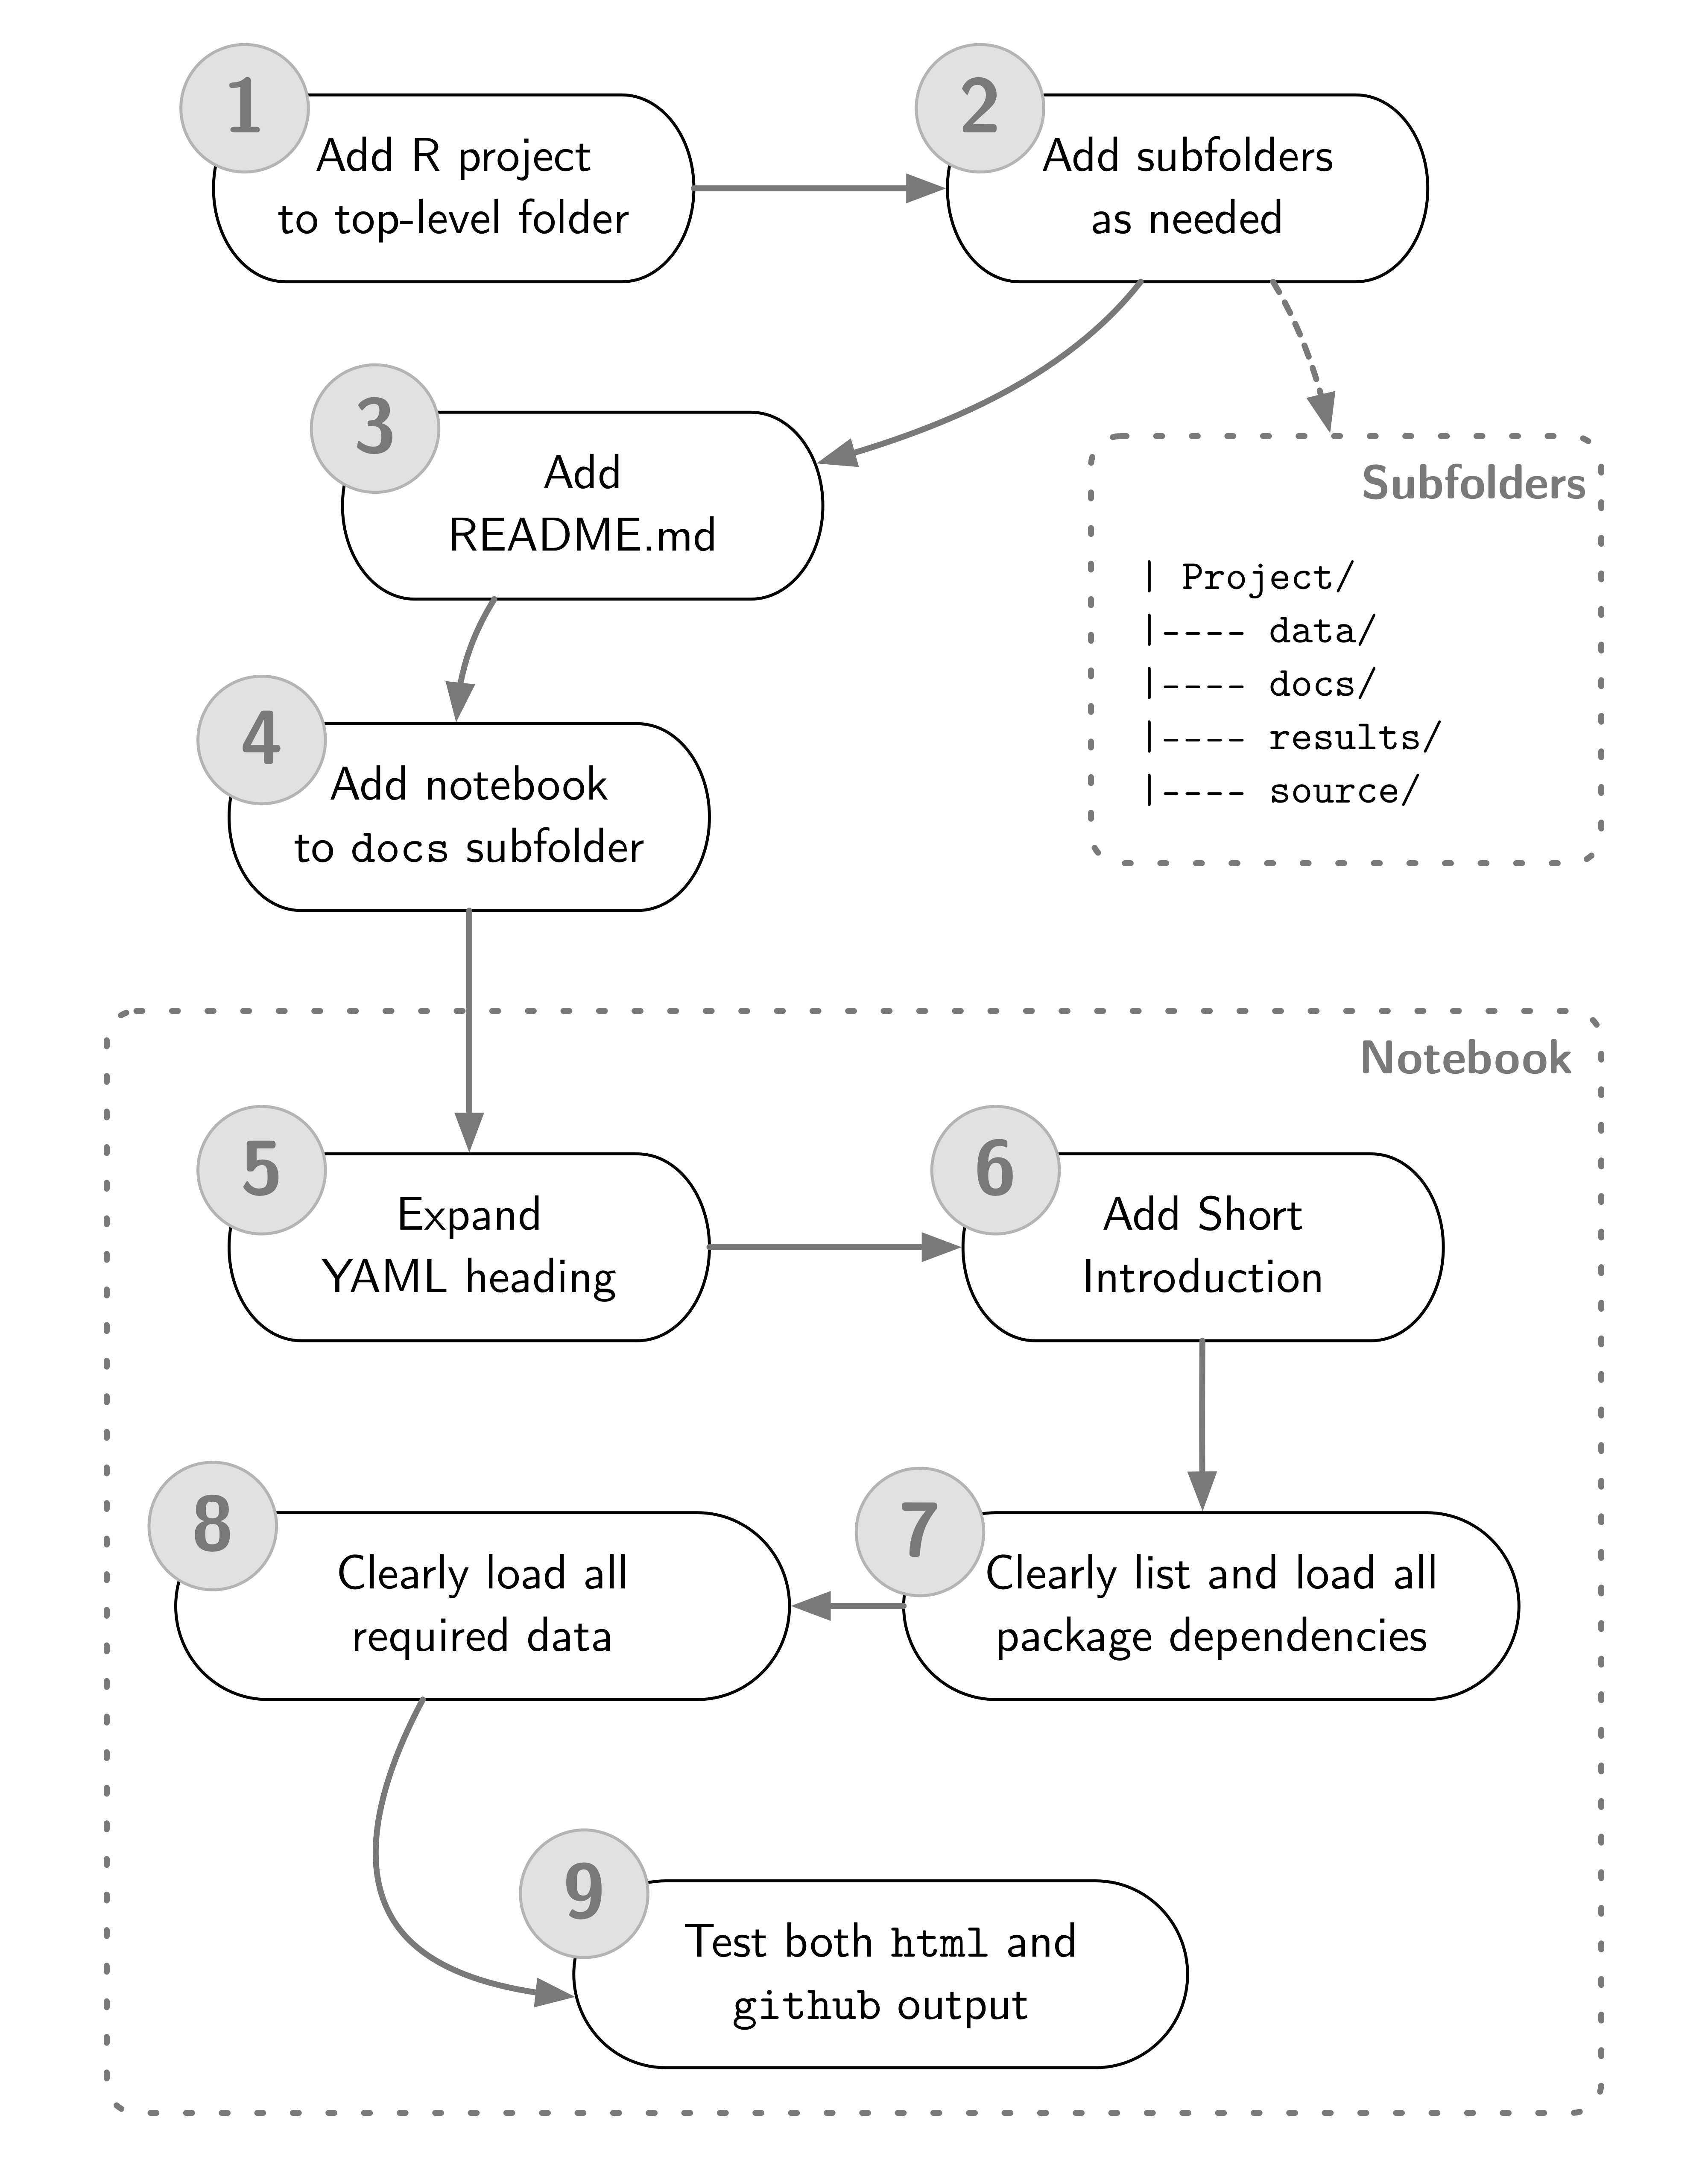 1
Add R project
to top-level folder
2
Add subfolders
as needed
3
Add
README.md
Subfolders
| Project/
|---- data/
|---- docs/
|---- results/
|---- source/
4
Add notebook
to docs subfolder
Notebook
5
Expand
YAML heading
6
Add Short
Introduction
7
Clearly list and load all
package dependencies
8
Clearly load all
required data
9
Test both html and
github output